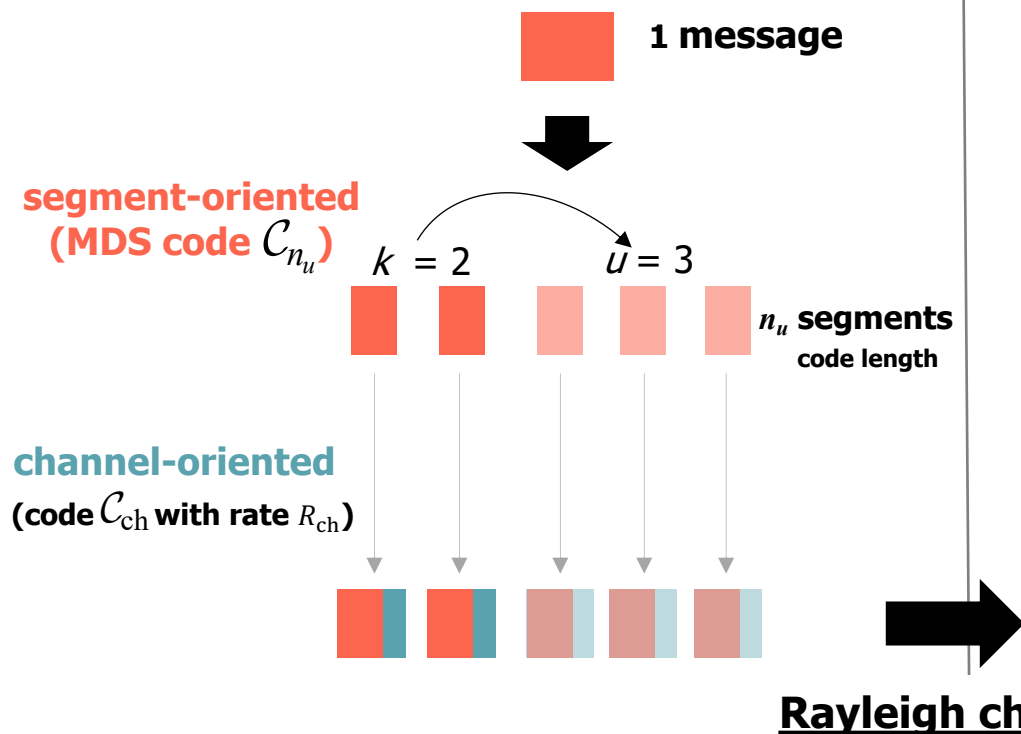 1 message
segment-oriented
(MDS code 𝒞ₙᵤ)
k = 2
u = 3
nᵤ segments
code length
channel-oriented
(code 𝒞ch with rate Rch)
Rayleigh ch